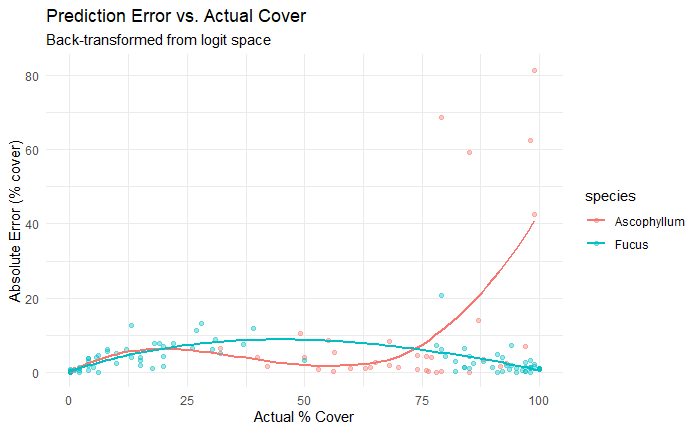 Prediction Error vs. Actual Cover
Back-transformed from logit space
Absolute Error (% cover)
80
60
40
20
0
0
25
50
75
100
Actual % Cover
species
Ascophyllum
Fucus